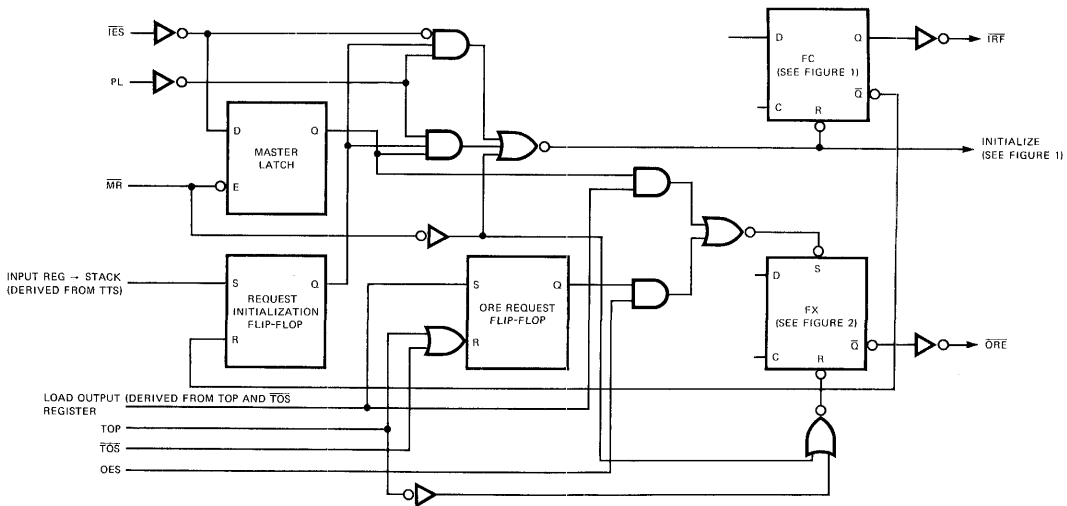 IES
PL
MR
D Q
MASTER
LATCH
E
INPUT REG → STACK
(DERIVED FROM TTS)
S Q
REQUEST
INITIALIZATION
FLIP-FLOP
R
S Q
ORE REQUEST
FLIP-FLOP
R
D Q
FC
(SEE FIGURE 1)
Q
C R
IRF
INITIALIZE
(SEE FIGURE 1)
D S
FX
(SEE FIGURE 2)
Q
C R
ORE
LOAD OUTPUT (DERIVED FROM TOP AND TOS
REGISTER
TOP
TOS
OES